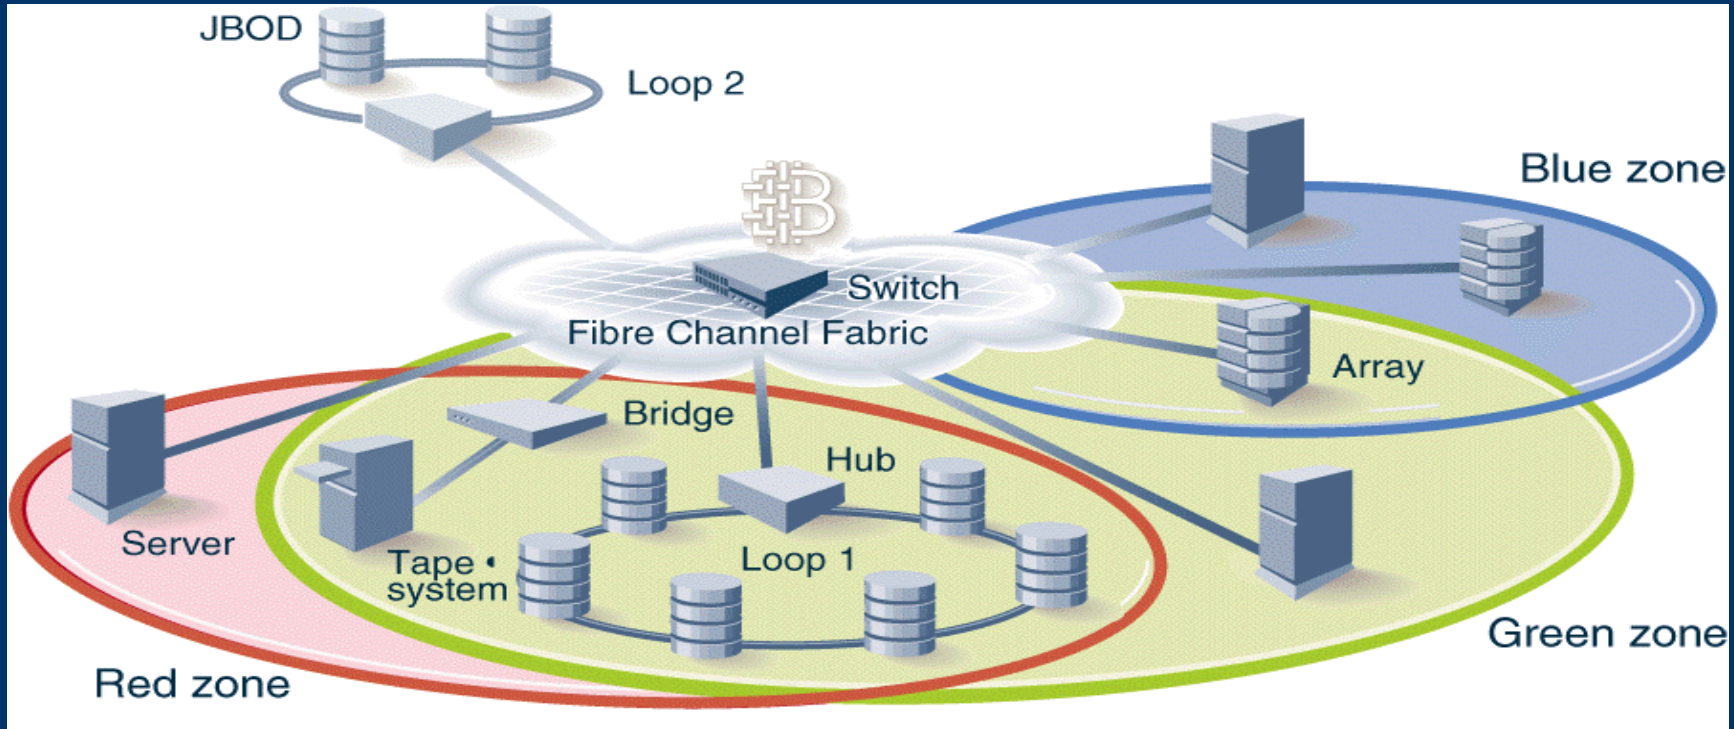 JBOD
Loop 2
Blue zone
Switch
Fibre Channel Fabric
Array
Bridge
Hub
Server
Tape
system
Loop 1
Green zone
Red zone